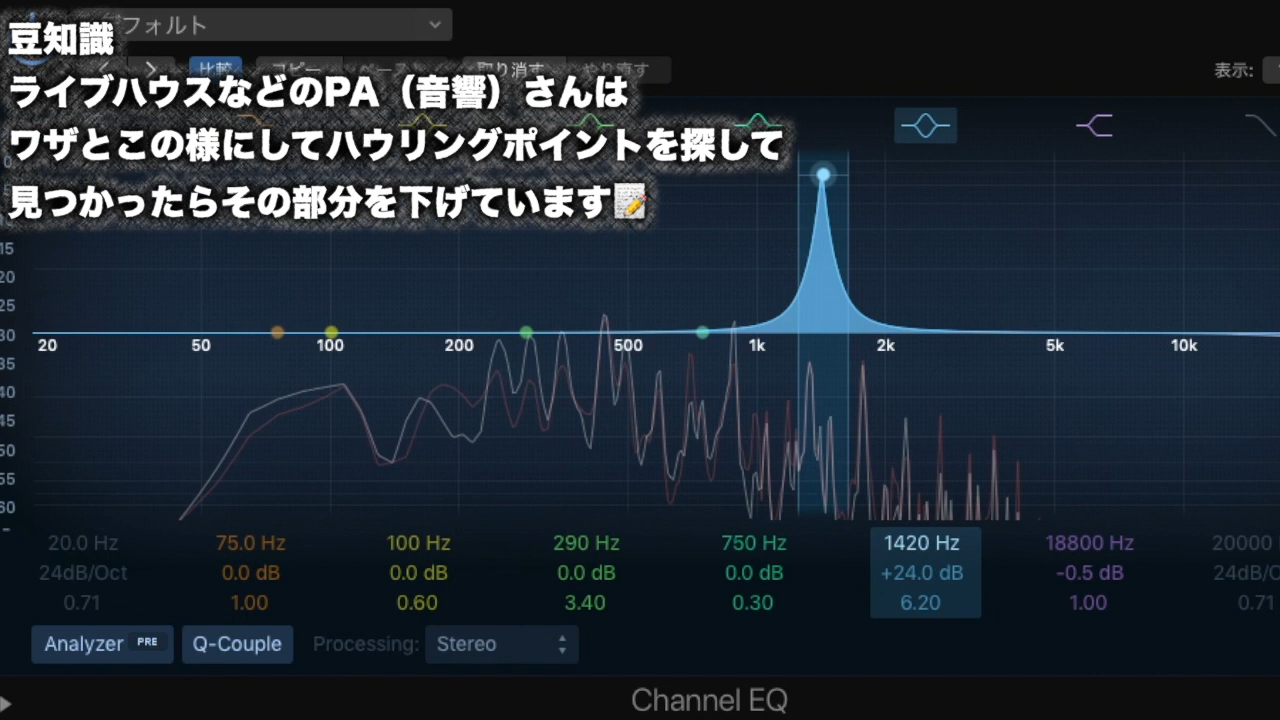 豆知識
ライブハウスなどのPA（音響）さんは
ワザとこの様にしてハウリングポイントを探して
見つかったらその部分を下げています📝
フォルト
比較 コピー ペースト 取り消す やり直す
表示:
0
15
20
25
30
35
40
45
50
55
60
20 50 100 200 500 1k 2k 5k 10k
20.0 Hz 75.0 Hz 100 Hz 290 Hz 750 Hz 1420 Hz 18800 Hz 20000
24dB/Oct 0.0 dB 0.0 dB 0.0 dB 0.0 dB +24.0 dB -0.5 dB 24dB/O
0.71 1.00 0.60 3.40 0.30 6.20 1.00 0.71
Analyzer PRE Q-Couple Processing: Stereo
Channel EQ